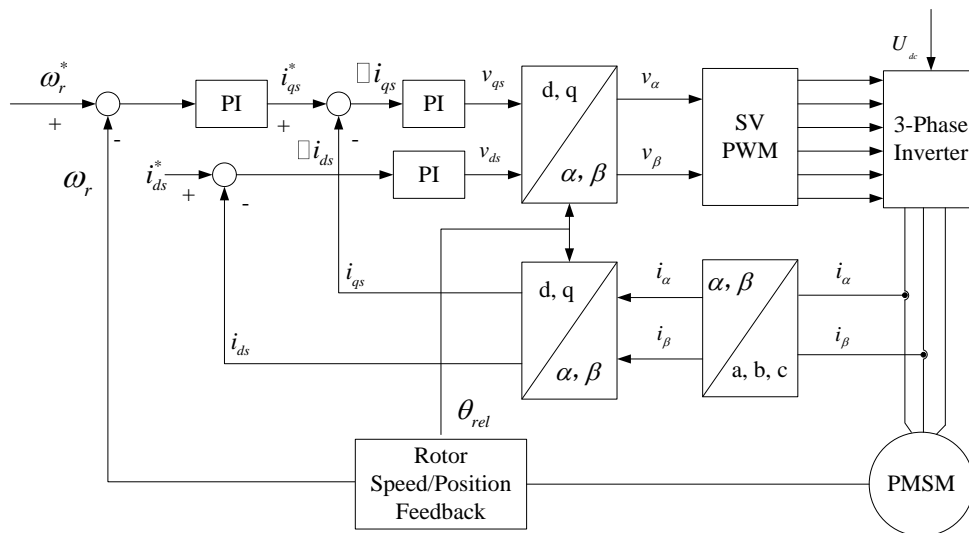 U_dc
ω_r^*
+
-
PI
i_qs^*
+
-
□ i_qs
PI
v_qs
d, q
α, β
v_α
v_β
SV
PWM
3-Phase
Inverter
ω_r
i_ds^*
+
-
□ i_ds
PI
v_ds
i_qs
i_ds
d, q
α, β
i_α
i_β
α, β
a, b, c
i_α
i_β
θ_rel
Rotor
Speed/Position
Feedback
PMSM